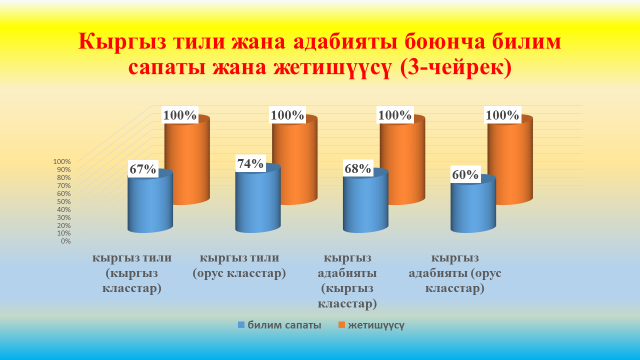 Кыргыз тили жана адабияты боюнча билим
сапаты жана жетишүүсү (3-чейрек)
100% 100% 100% 100%
67% 74% 68% 60%
100%
90%
80%
70%
60%
50%
40%
30%
20%
10%
0%
кыргыз тили
(кыргыз
класстар)
кыргыз тили
(орус класстар)
кыргыз
адабияты
(кыргыз
класстар)
кыргыз
адабияты (орус
класстар)
билим сапаты жетишүүсү